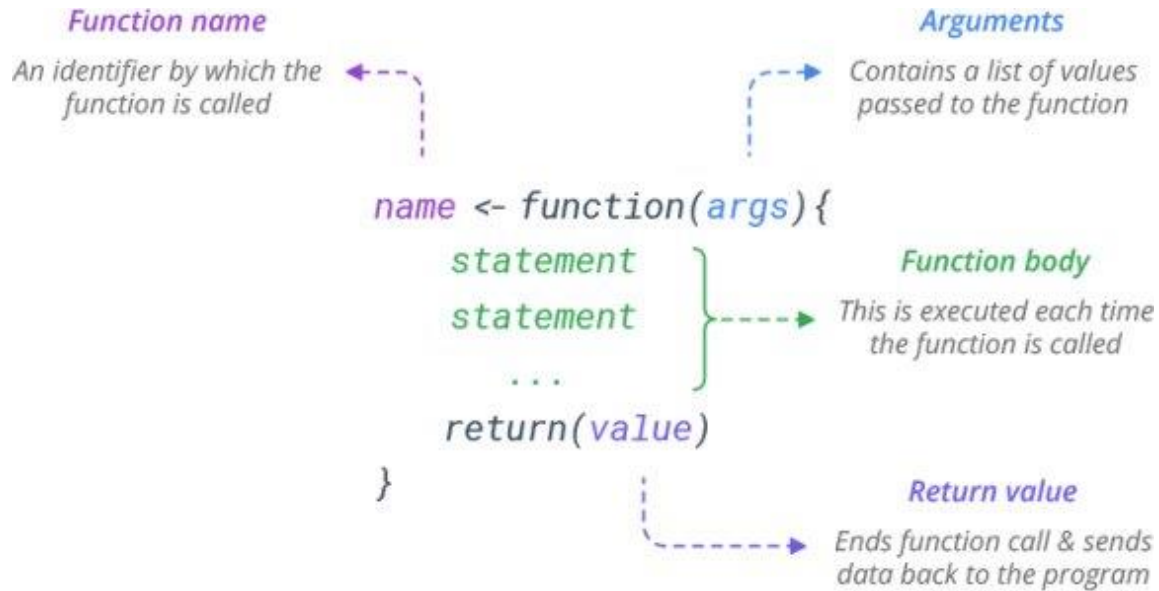 Function name
An identifier by which the
function is called
Arguments
Contains a list of values
passed to the function
name <- function(args){
statement
statement
...
return(value)
}
Function body
This is executed each time
the function is called
Return value
Ends function call & sends
data back to the program